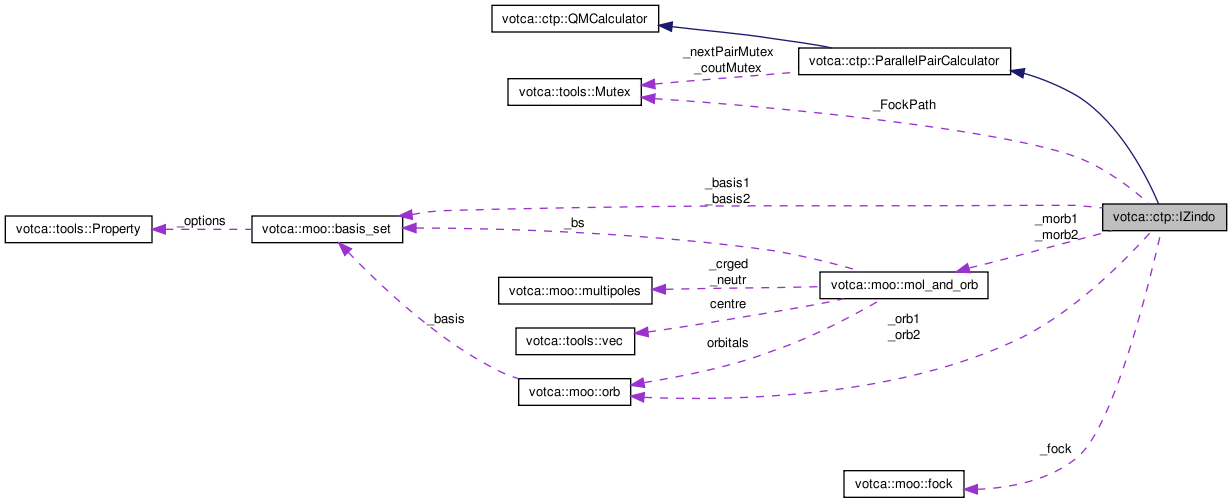 votca::ctp::QMCalculator
_nextPairMutex
_coutMutex
votca::ctp::ParallelPairCalculator
votca::tools::Mutex
_FockPath
_basis1
_basis2
votca::ctp::IZindo
votca::tools::Property
_options
votca::moo::basis_set
_bs
_morb1
_morb2
_crged
_neutr
votca::moo::multipoles
votca::moo::mol_and_orb
centre
_basis
votca::tools::vec
orbitals
_orb1
_orb2
votca::moo::orb
_fock
votca::moo::fock